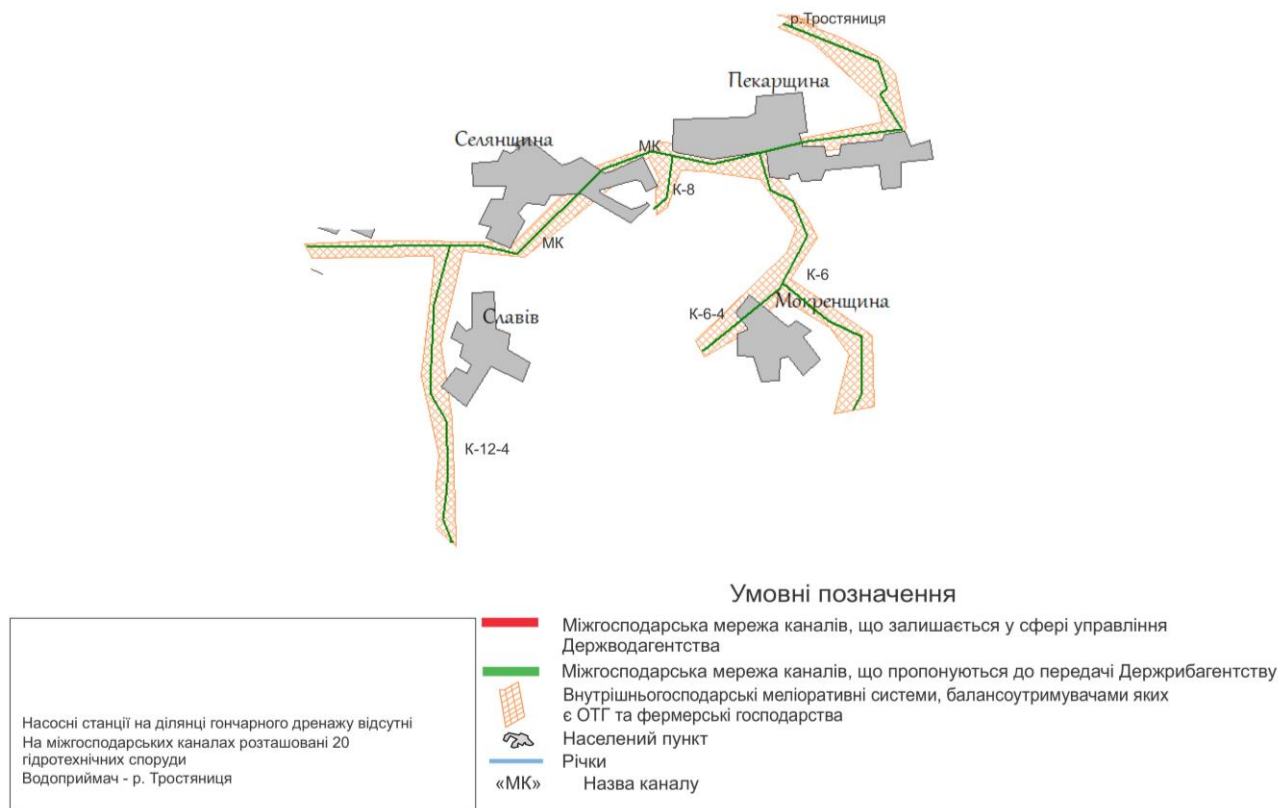 р.Тростяниця
Пекарщина
Селянщина
МК
К-8
МК
К-6
Мокренщина
К-6-4
Славів
К-12-4
Умовні позначення
Міжгосподарська мережа каналів, що залишається у сфері управління
Держводагентства
Міжгосподарська мережа каналів, що пропонуються до передачі Держрибагентству
Внутрішньогосподарські меліоративні системи, балансоутримувачами яких
є ОТГ та фермерські господарства
Населений пункт
Річки
«МК» Назва каналу
Насосні станції на ділянці гончарного дренажу відсутні
На міжгосподарських каналах розташовані 20
гідротехнічних споруди
Водоприймач - р. Тростяниця